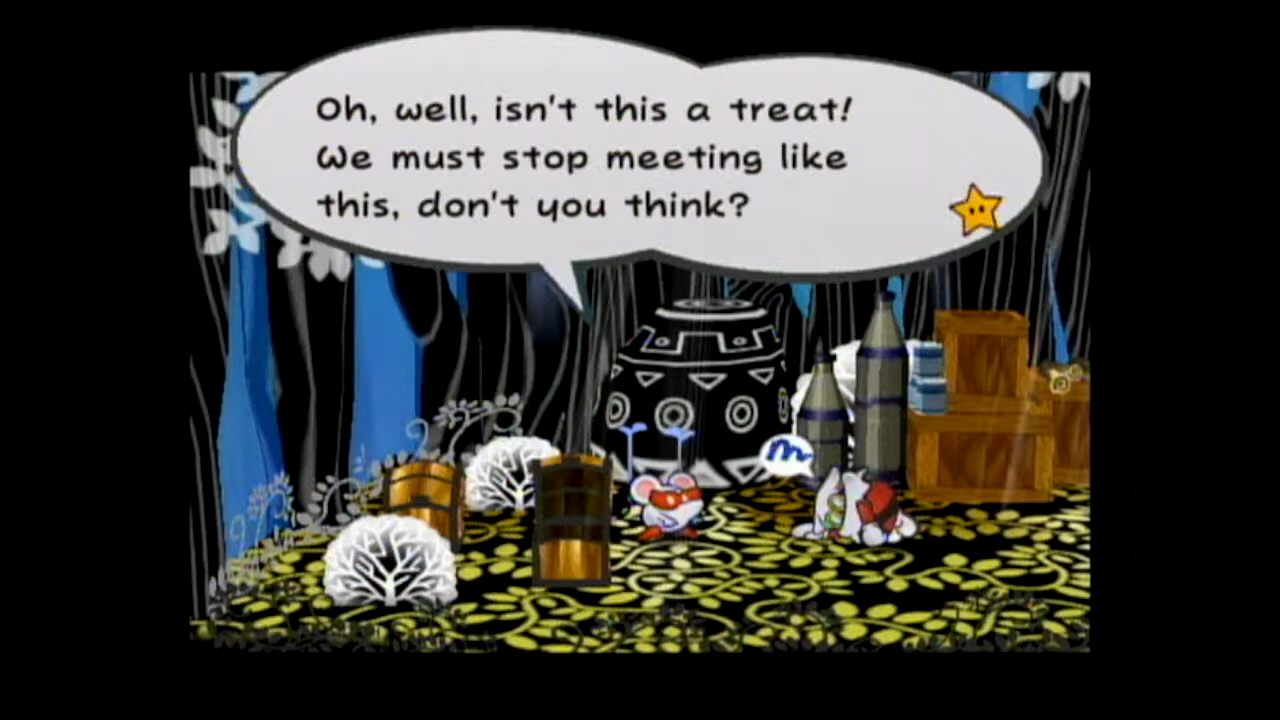 Oh, well, isn't this a treat!
We must stop meeting like
this, don't you think?
m